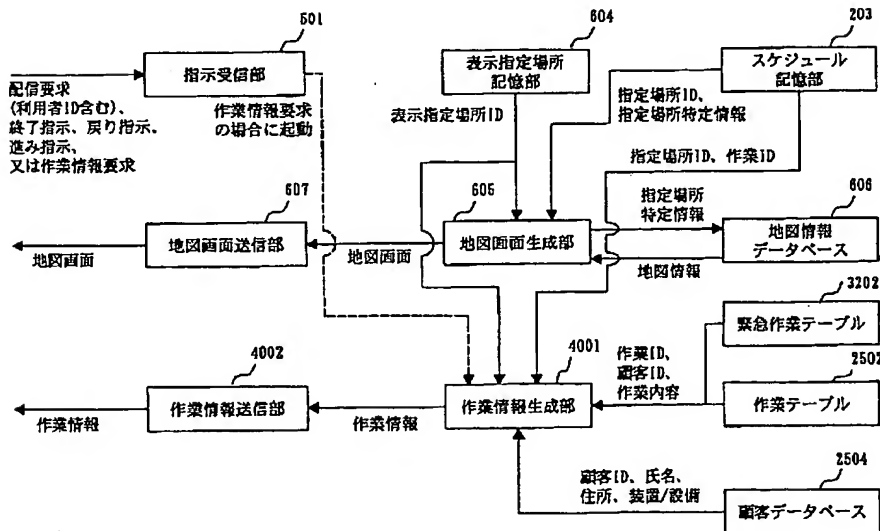 501
指示受信部
604
表示指定場所
記憶部
203
スケジュール
記憶部
配信要求
(利用者ID含む)、
終了指示、戻り指示、
進み指示、
又は作業情報要求
作業情報要求
の場合に起動
表示指定場所ID
指定場所ID、
指定場所特定情報
指定場所ID、作業ID
607
地図画面送信部
地図画面
605
地図画面生成部
地図画面
指定場所
特定情報
地図情報
606
地図情報
データベース
3202
緊急作業テーブル
4002
作業情報送信部
作業情報
作業情報
4001
作業情報生成部
作業ID、
顧客ID、
作業内容
2502
作業テーブル
顧客ID、氏名、
住所、装置/設備
2504
顧客データベース